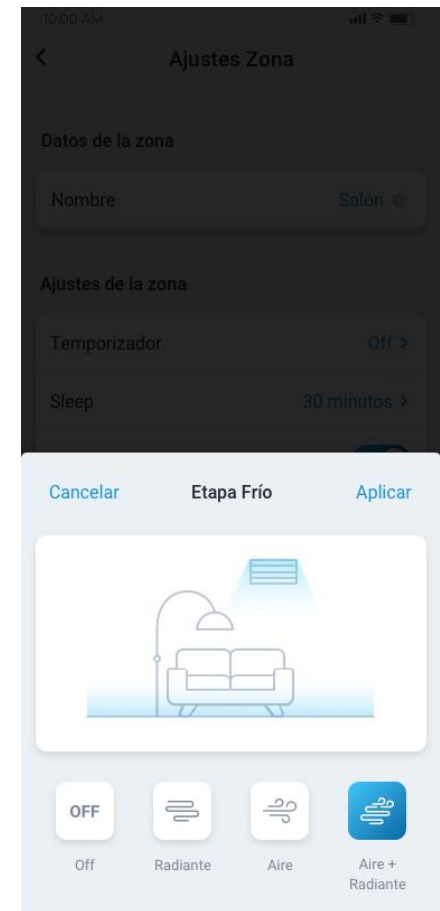 10:00 AM
Ajustes Zona
Datos de la zona
Nombre Salón
Ajustes de la zona
Temporizador Off >
Sleep 30 minutos >
Cancelar Etapa Frío Aplicar
OFF
Off Radiante Aire Aire +
Radiante